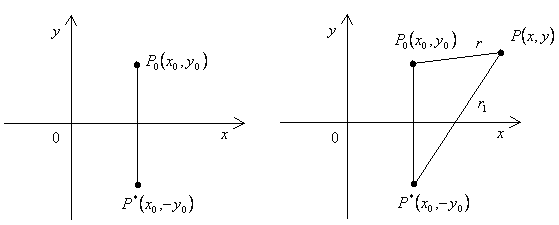 y
P₀(x₀, y₀)
0
x
P*(x₀, -y₀)
y
P₀(x₀, y₀)
r
P(x, y)
r₁
0
x
P*(x₀, -y₀)